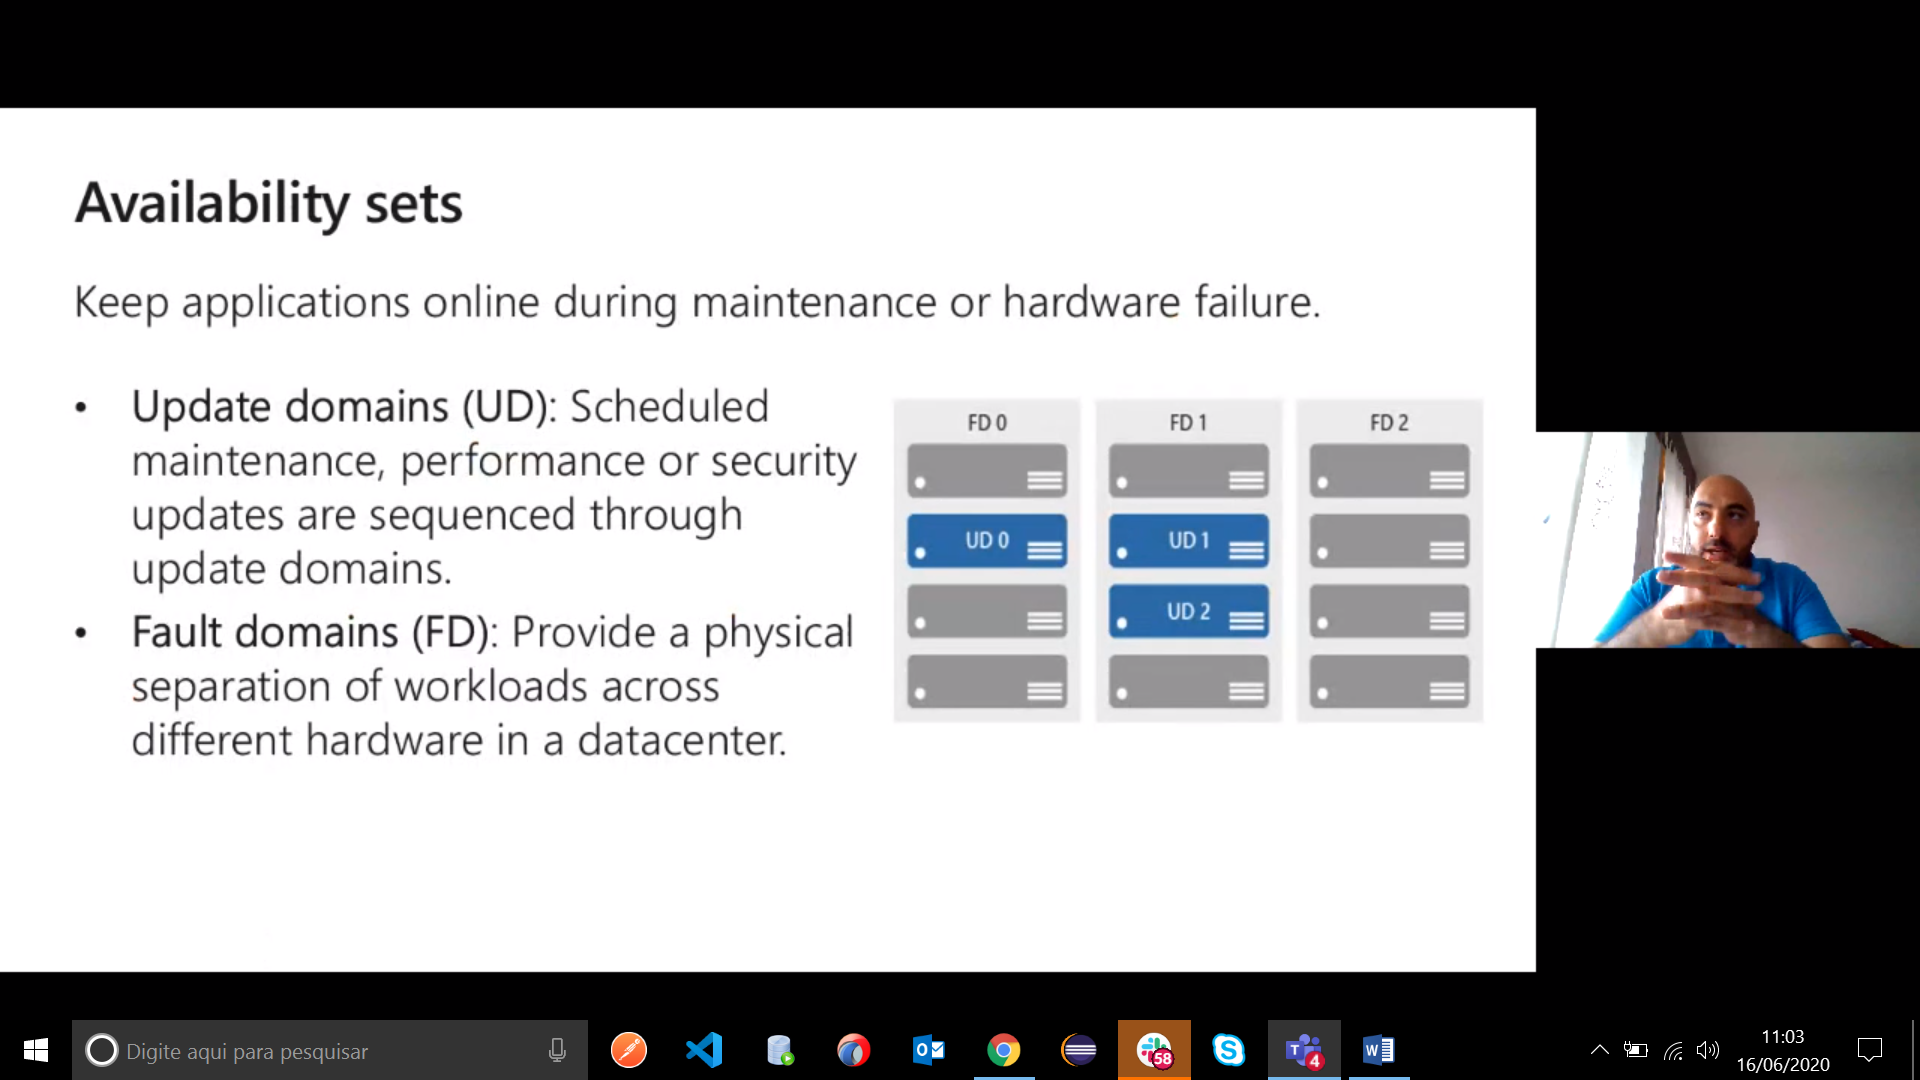 Availability sets
Keep applications online during maintenance or hardware failure.
• Update domains (UD): Scheduled
maintenance, performance or security
updates are sequenced through
update domains.
• Fault domains (FD): Provide a physical
separation of workloads across
different hardware in a datacenter.
FD 0 FD 1 FD 2
UD 0 UD 1
UD 2
Digite aqui para pesquisar
58
4
11:03
16/06/2020